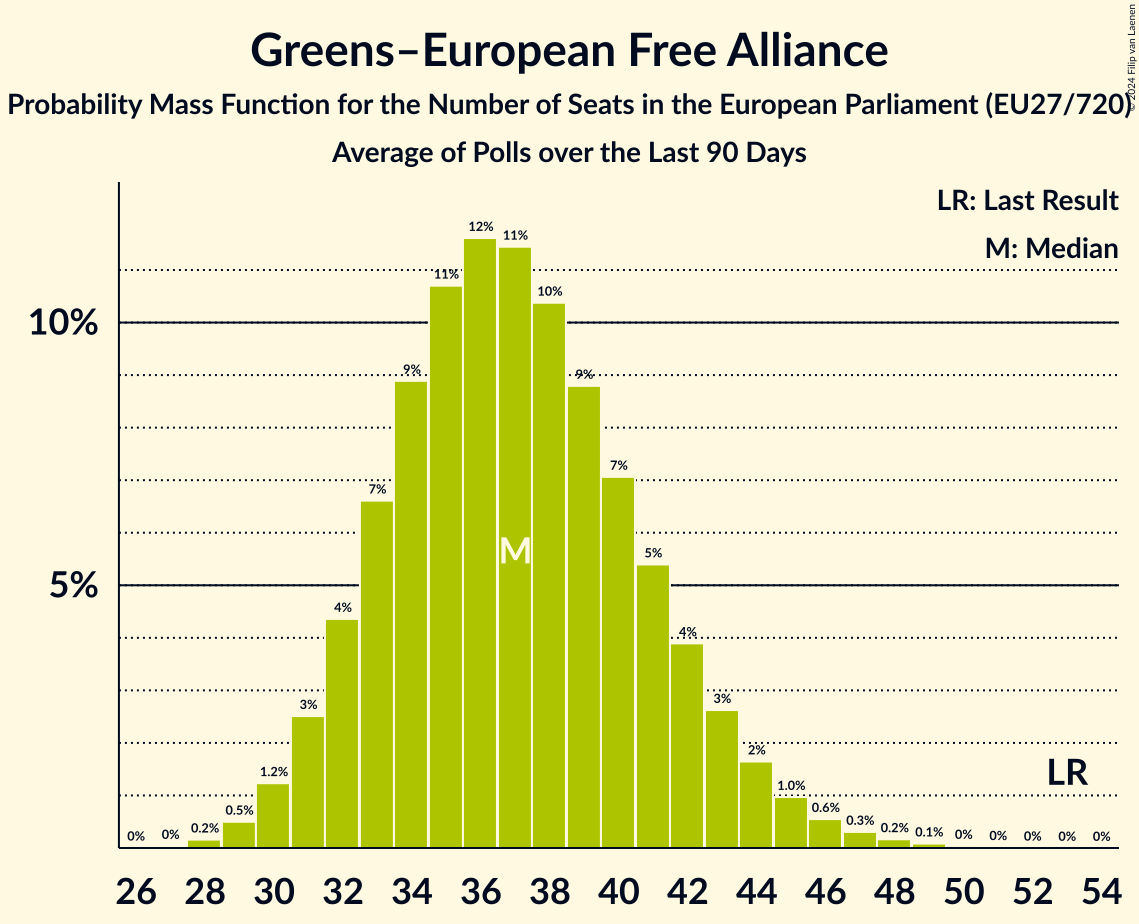 Greens–European Free Alliance
Probability Mass Function for the Number of Seats in the European Parliament (EU27/720)
Average of Polls over the Last 90 Days
© 2024 Filip van Laenen
LR: Last Result
M: Median
10%
5%
0% 0% 0.2% 0.5% 1.2% 3% 4% 7% 9% 11% 12% 11% 10% 9% 7% 5% 4% 3% 2% 1.0% 0.6% 0.3% 0.2% 0.1% 0% 0% 0% 0% 0%
M
LR
26 28 30 32 34 36 38 40 42 44 46 48 50 52 54